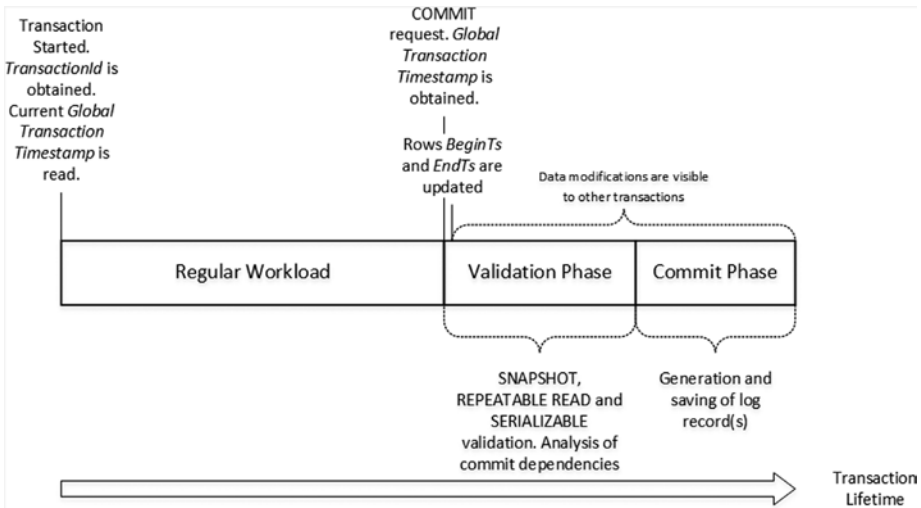 Transaction
Started.
TransactionId is
obtained.
Current Global
Transaction
Timestamp is
read.
COMMIT
request. Global
Transaction
Timestamp is
obtained.
Rows BeginTs
and EndTs are
updated
Data modifications are visible
to other transactions
Regular Workload
Validation Phase
Commit Phase
SNAPSHOT,
REPEATABLE READ and
SERIALIZABLE
validation. Analysis of
commit dependencies
Generation and
saving of log
record(s)
Transaction
Lifetime